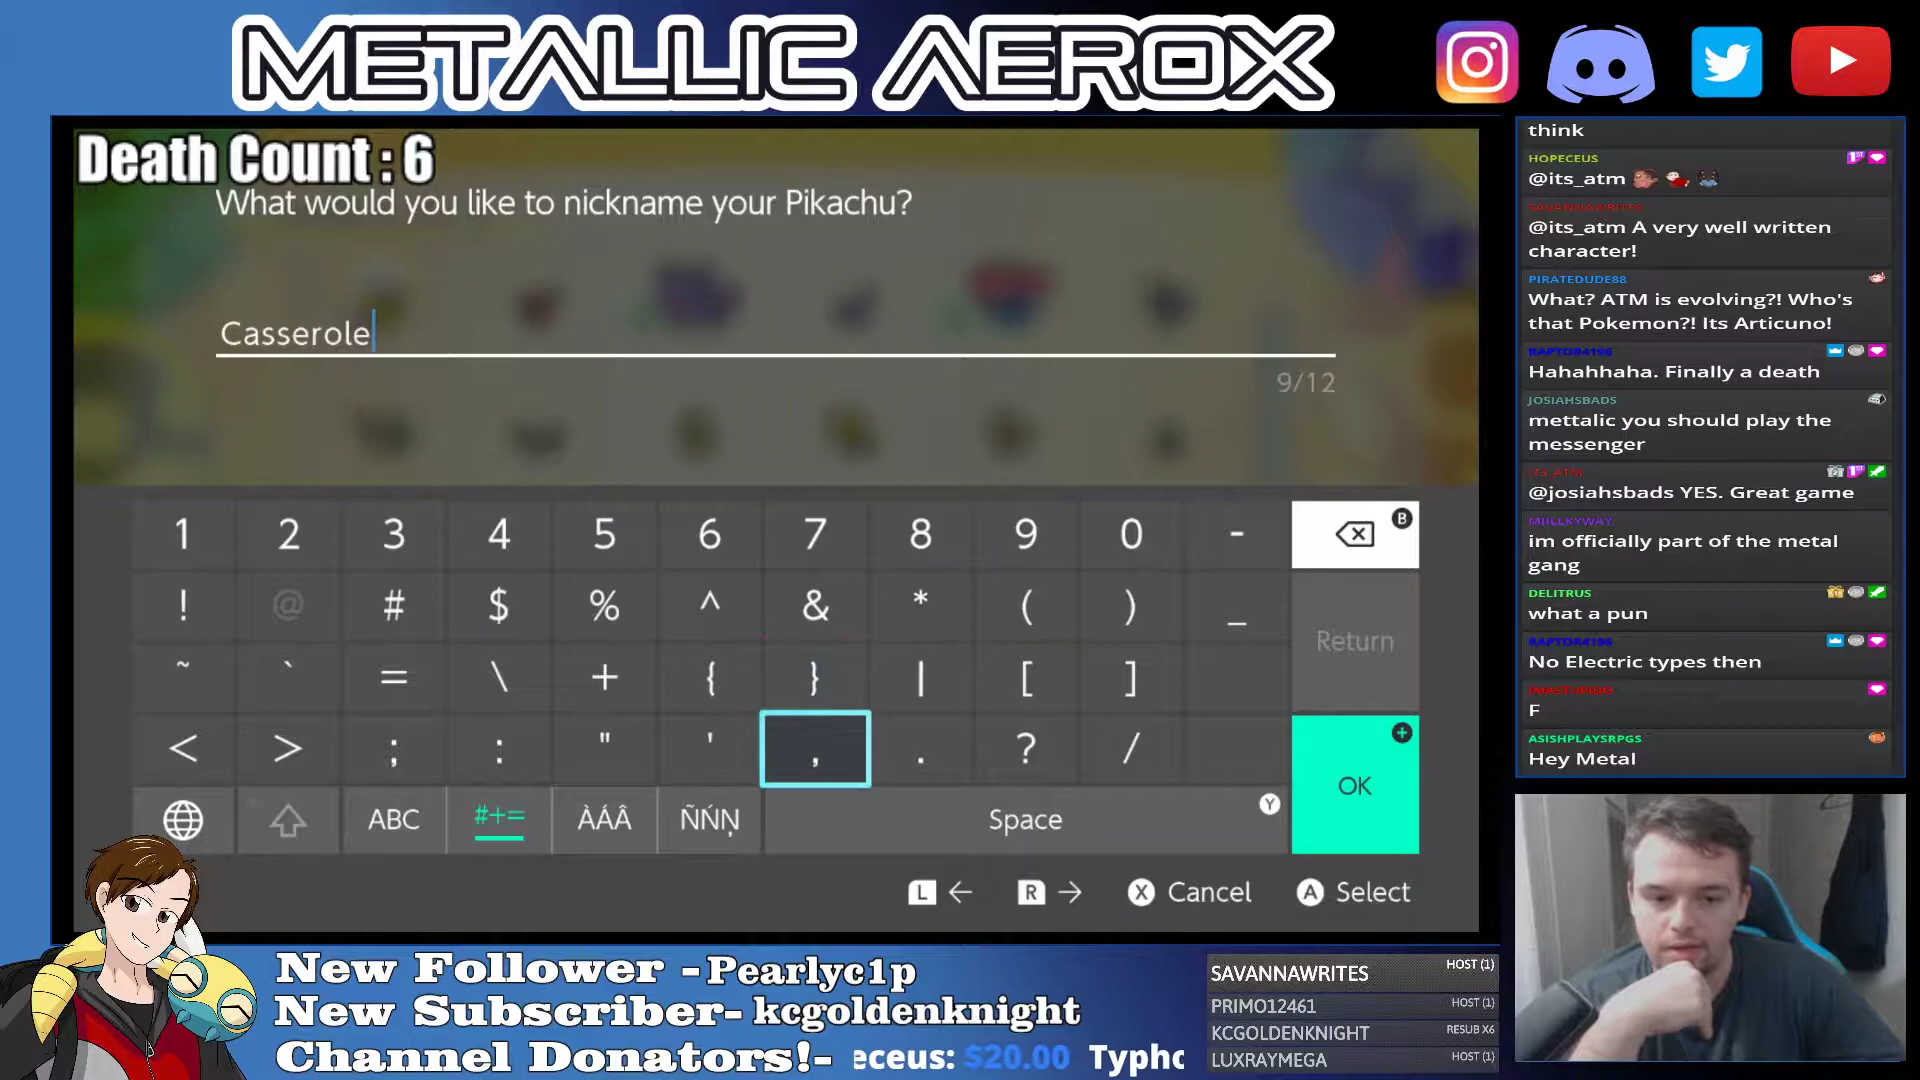 METALLIC AEROX
Death Count : 6
What would you like to nickname your Pikachu?
Casserole
9/12
1 2 3 4 5 6 7 8 9 0 -
B
! @ # $ % ^ & * ( ) _
Return
~ ` = \ + { } | [ ]
< > ; : " ' , . ? /
+
OK
ABC #+= ÀÁÂ ÑŃŅ Space Y
L ← R → X Cancel A Select
think
HOPECEUS
@its_atm
SAVANNAWRITES
@its_atm A very well written
character!
PIRATEDUDE88
What? ATM is evolving?! Who's
that Pokemon?! Its Articuno!
RAPTOR4196
Hahahhaha. Finally a death
JOSIAHSBADS
mettalic you should play the
messenger
ITS_ATM
@josiahsbads YES. Great game
MIILLKYWAY
im officially part of the metal
gang
DELITRUS
what a pun
RAPTOR4196
No Electric types then
F
ASISHPLAYSRPGS
Hey Metal
New Follower -Pearlyc1p
New Subscriber- kcgoldenknight
Channel Donators!- eceus: $20.00 Typhc
SAVANNAWRITES HOST (1)
PRIMO12461 HOST (1)
KCGOLDENKNIGHT RESUB X6
LUXRAYMEGA HOST (1)